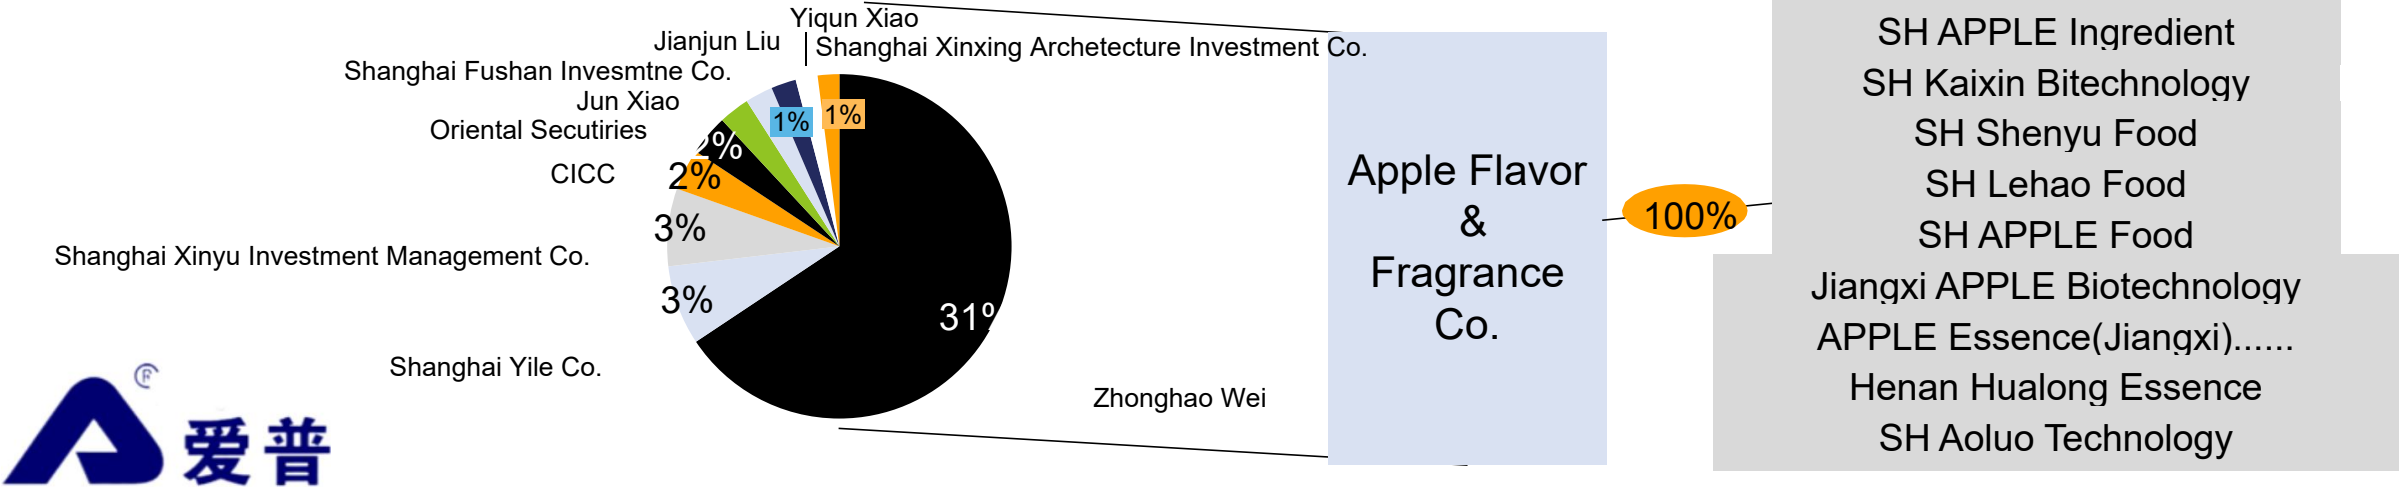 Yiqun Xiao
Jianjun Liu
Shanghai Xinxing Archetecture Investment Co.
Shanghai Fushan Invesmtne Co.
Jun Xiao
Oriental Secutiries
CICC
Shanghai Xinyu Investment Management Co.
Shanghai Yile Co.
Zhonghao Wei
1%
1%
2%
2%
3%
3%
31%
Apple Flavor
&
Fragrance
Co.
100%
SH APPLE Ingredient
SH Kaixin Bitechnology
SH Shenyu Food
SH Lehao Food
SH APPLE Food
Jiangxi APPLE Biotechnology
APPLE Essence(Jiangxi)......
Henan Hualong Essence
SH Aoluo Technology
®
爱普